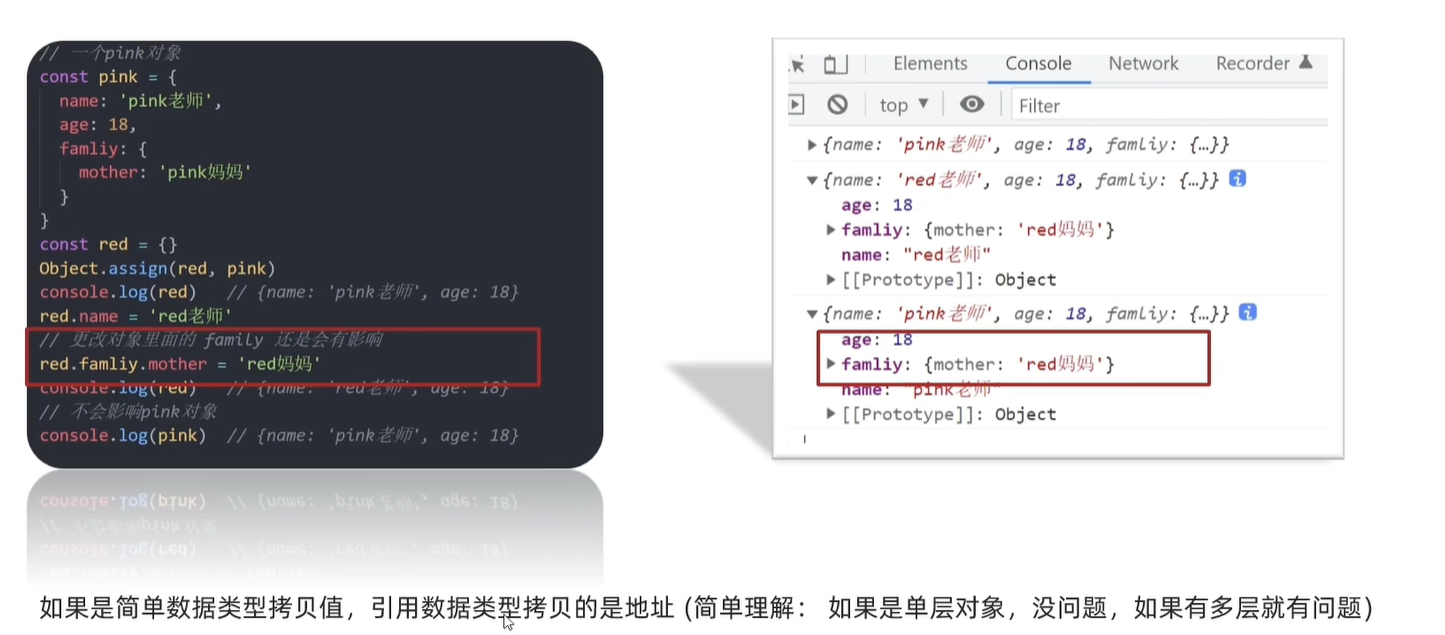 // 一个pink对象
const pink = {
name: 'pink老师',
age: 18,
famliy: {
mother: 'pink妈妈'
}
}
const red = {}
Object.assign(red, pink)
console.log(red) // {name: 'pink老师', age: 18}
red.name = 'red老师'
// 更改对象里面的 family 还是会有影响
red.famliy.mother = 'red妈妈'
console.log(red) // {name: 'red老师', age: 18}
// 不会影响pink对象
console.log(pink) // {name: 'pink老师', age: 18}
Elements Console Network Recorder
top Filter
{name: 'pink老师', age: 18, famliy: {…}}
{name: 'red老师', age: 18, famliy: {…}} i
age: 18
famliy: {mother: 'red妈妈'}
name: "red老师"
[[Prototype]]: Object
{name: 'pink老师', age: 18, famliy: {…}} i
age: 18
famliy: {mother: 'red妈妈'}
name: "pink老师"
[[Prototype]]: Object
如果是简单数据类型拷贝值，引用数据类型拷贝的是地址 (简单理解： 如果是单层对象，没问题，如果有多层就有问题)